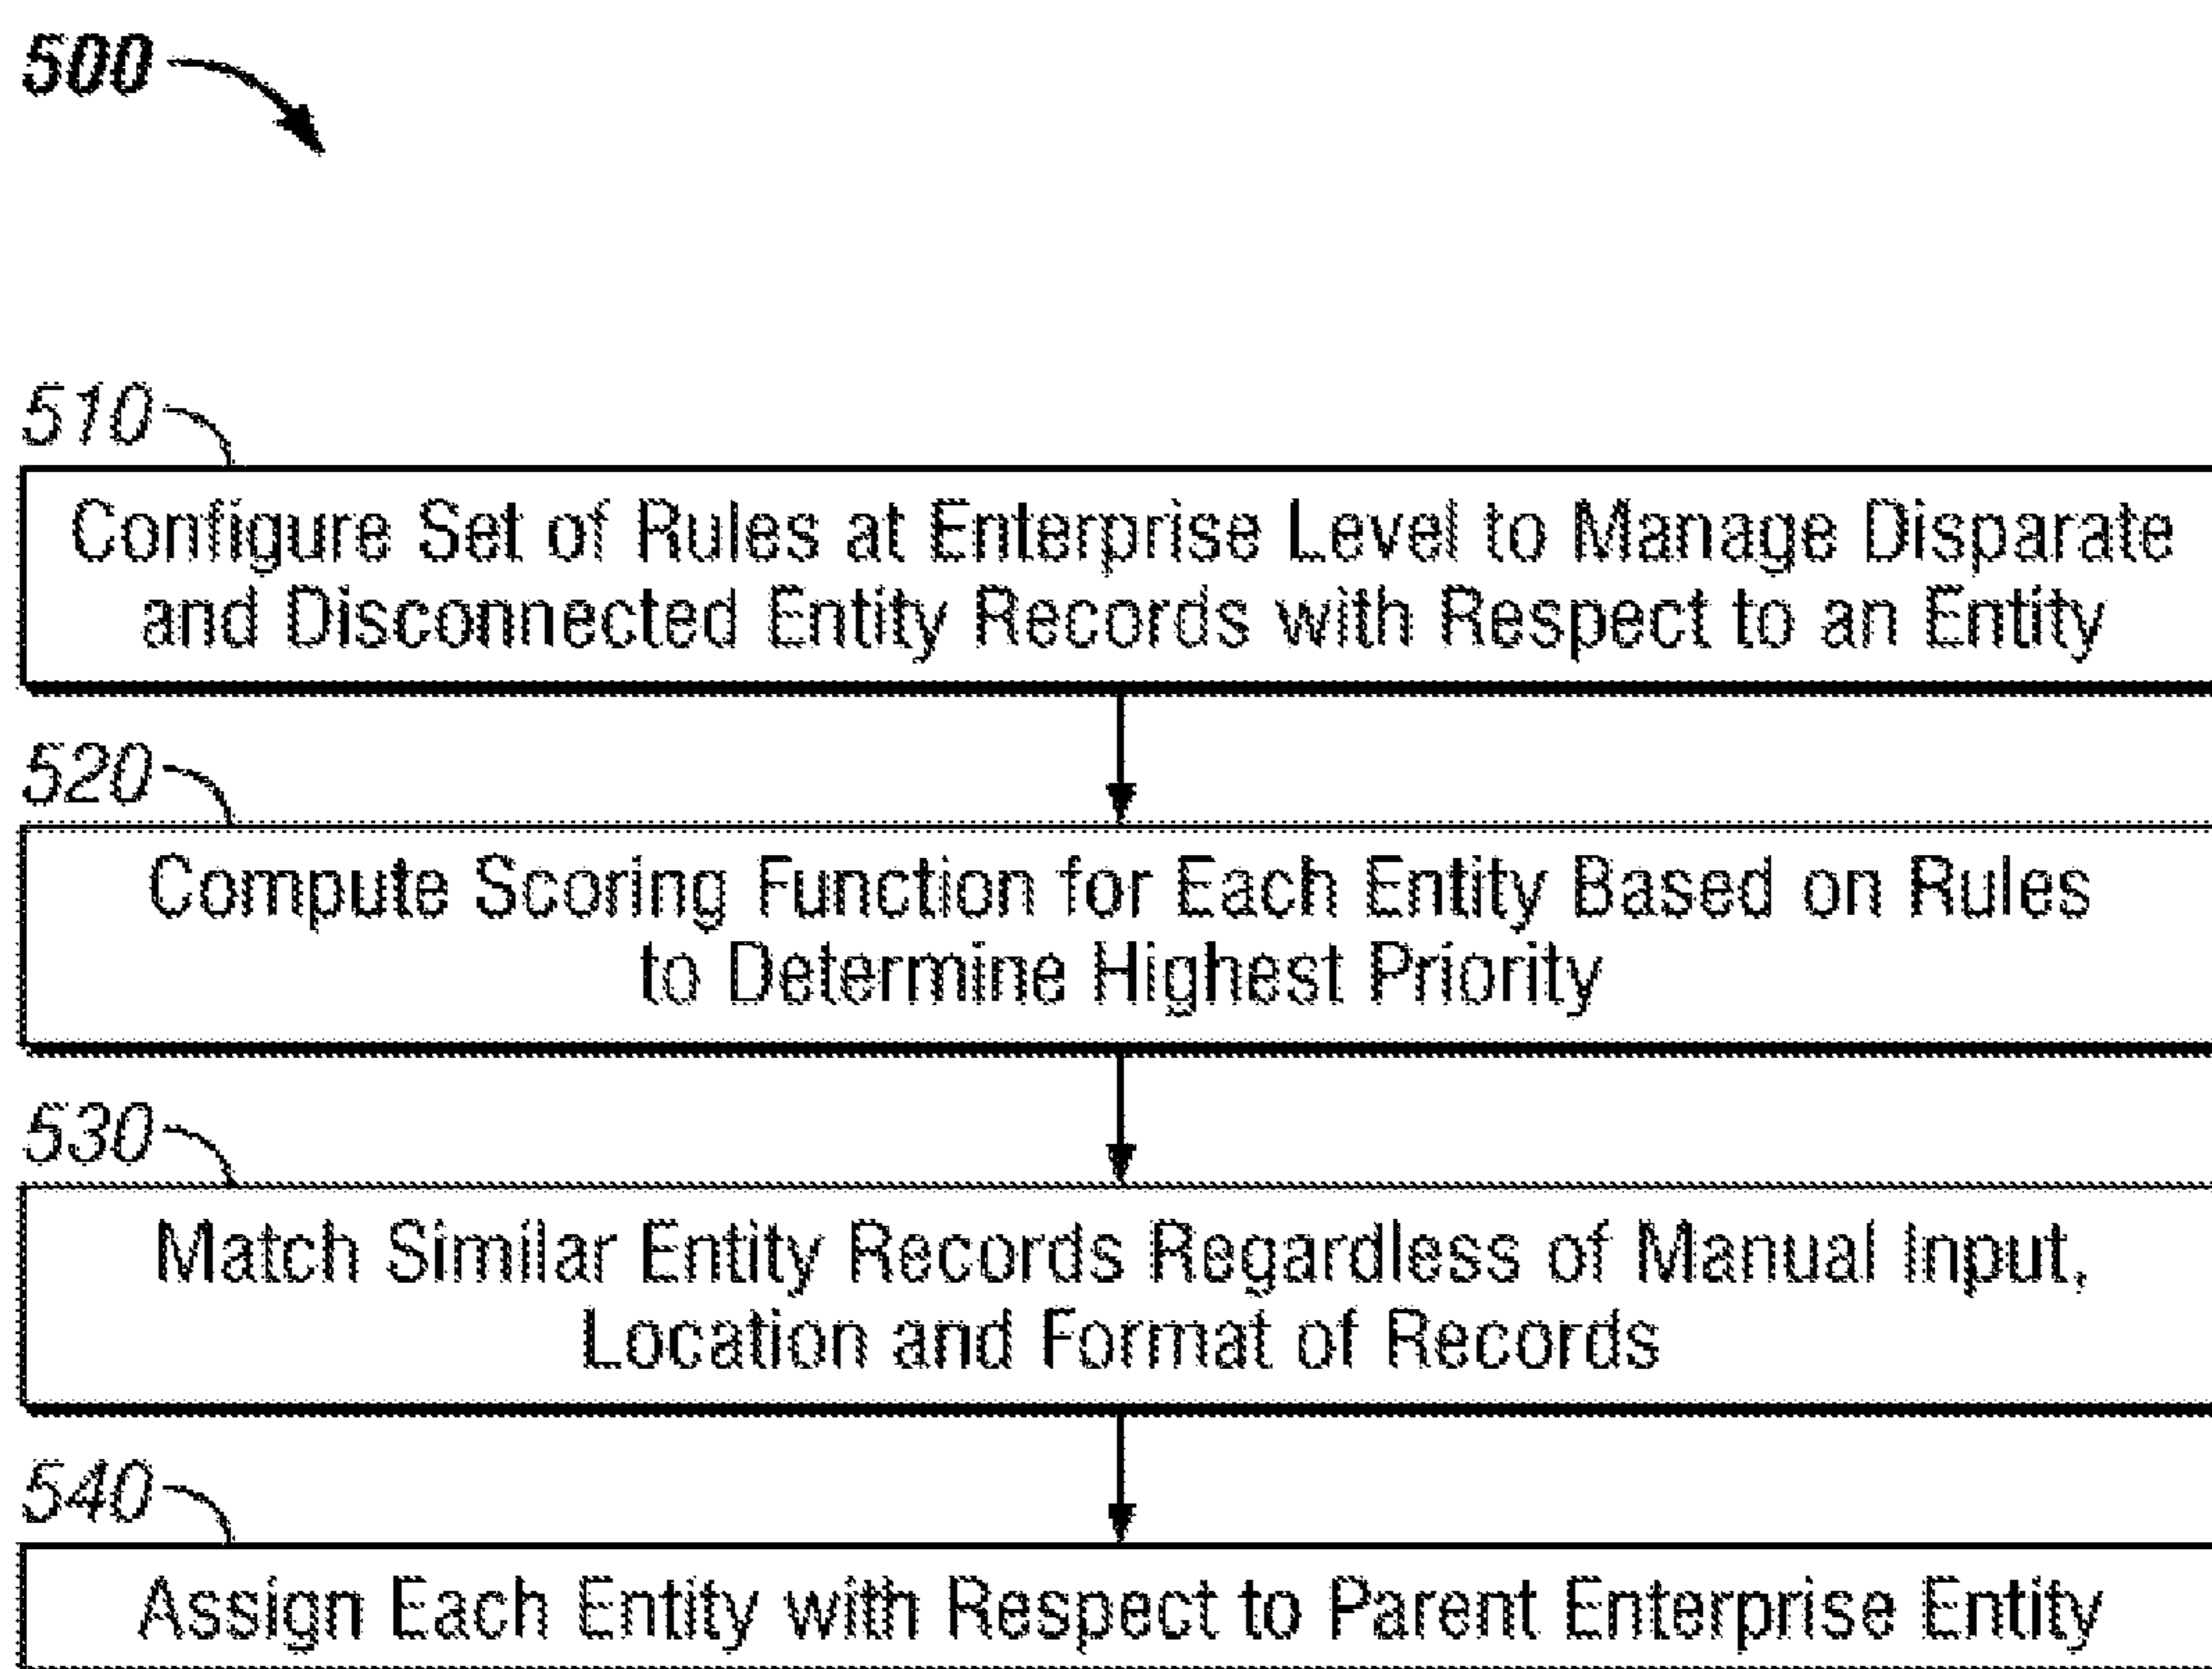 500
510
Configure Set of Rules at Enterprise Level to Manage Disparate
and Disconnected Entity Records with Respect to an Entity
520
Compute Scoring Function for Each Entity Based on Rules
to Determine Highest Priority
530
Match Similar Entity Records Regardless of Manual Input,
Location and Format of Records
540
Assign Each Entity with Respect to Parent Enterprise Entity